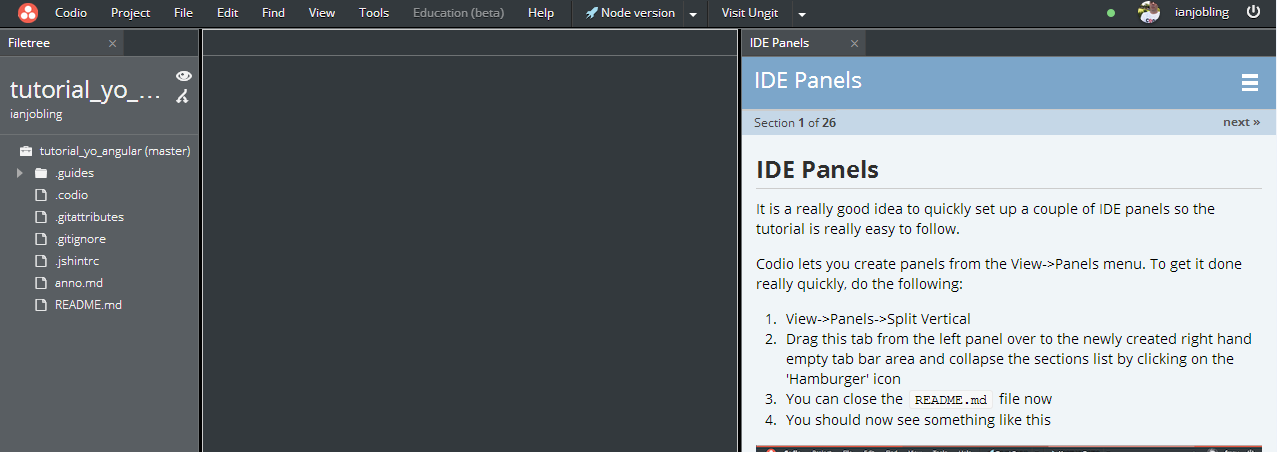 Codio Project File Edit Find View Tools Education (beta) Help Node version Visit Ungit ianjobling
Filetree
tutorial_yo_...
ianjobling
tutorial_yo_angular (master)
.guides
.codio
.gitattributes
.gitignore
.jshintrc
anno.md
README.md
IDE Panels
IDE Panels
Section 1 of 26 next »
IDE Panels
It is a really good idea to quickly set up a couple of IDE panels so the
tutorial is really easy to follow.
Codio lets you create panels from the View->Panels menu. To get it done
really quickly, do the following:
1. View->Panels->Split Vertical
2. Drag this tab from the left panel over to the newly created right hand
empty tab bar area and collapse the sections list by clicking on the
'Hamburger' icon
3. You can close the README.md file now
4. You should now see something like this